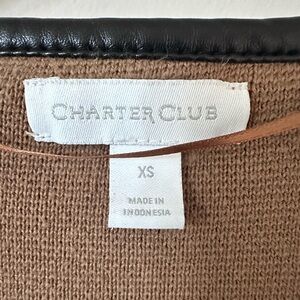 CHARTER CLUB
XS
MADE IN
INDONESIA